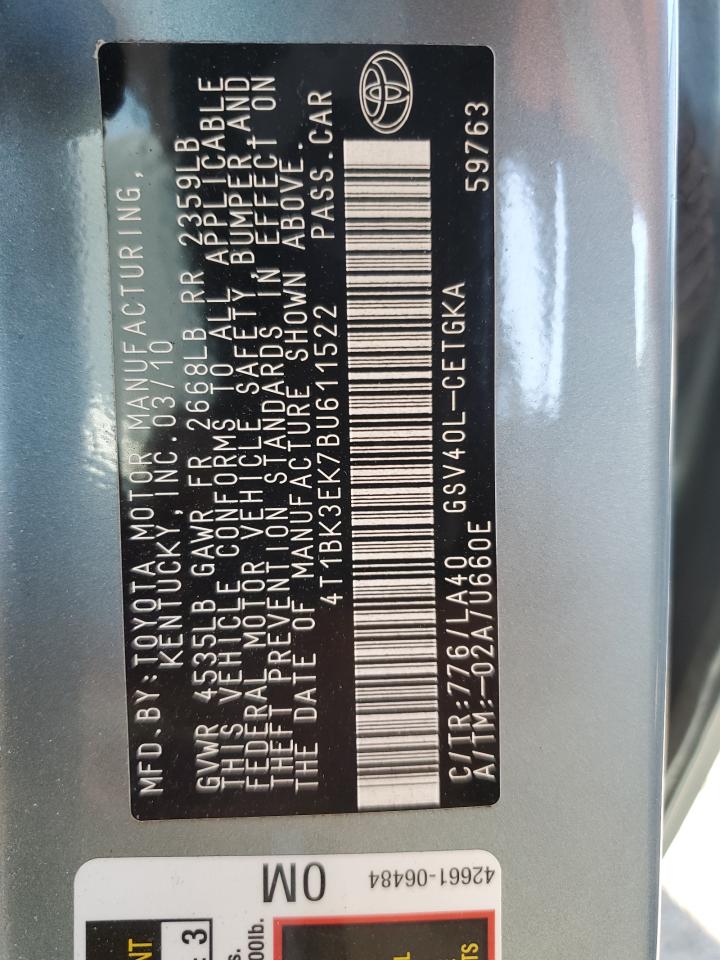 MFD.BY:TOYOTA MOTOR MANUFACTURING,
KENTUCKY,INC.03/10
GVWR 4535LB GAWR FR 2668LB RR 2359LB
THIS VEHICLE CONFORMS TO ALL APPLICABLE
FEDERAL MOTOR VEHICLE SAFETY,BUMPER,AND
THEFT PREVENTION STANDARDS IN EFFECT ON
THE DATE OF MANUFACTURE SHOWN ABOVE.
4T1BK3EK7BU611522 PASS.CAR
C/TR:776/LA40 GSV40L-CETGKA 59763
A/TM:-02A/U660E
0M
42661-06484
3